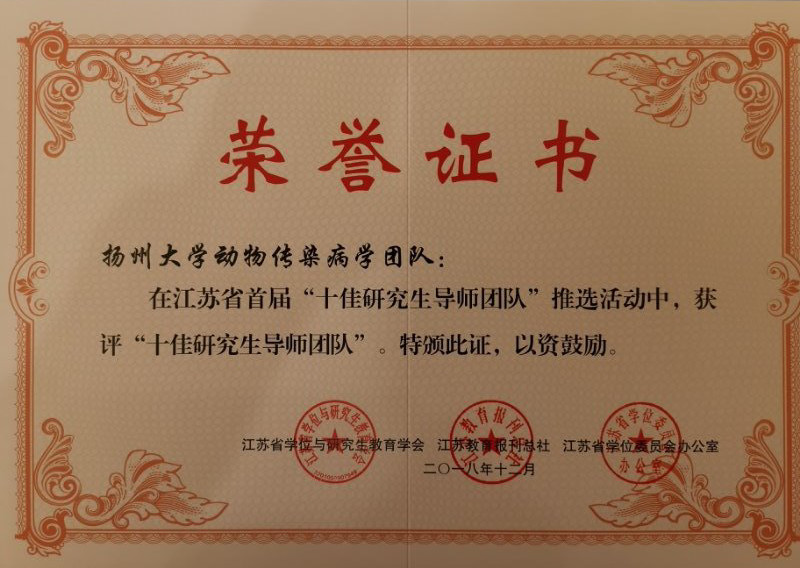 荣誉证书
扬州大学动物传染病学团队：
在江苏省首届“十佳研究生导师团队”推选活动中，获
评“十佳研究生导师团队”。特颁此证，以资鼓励。
江苏省学位与研究生教育学会 江苏教育报刊总社 江苏省学位委员会办公室
二〇一八年十二月